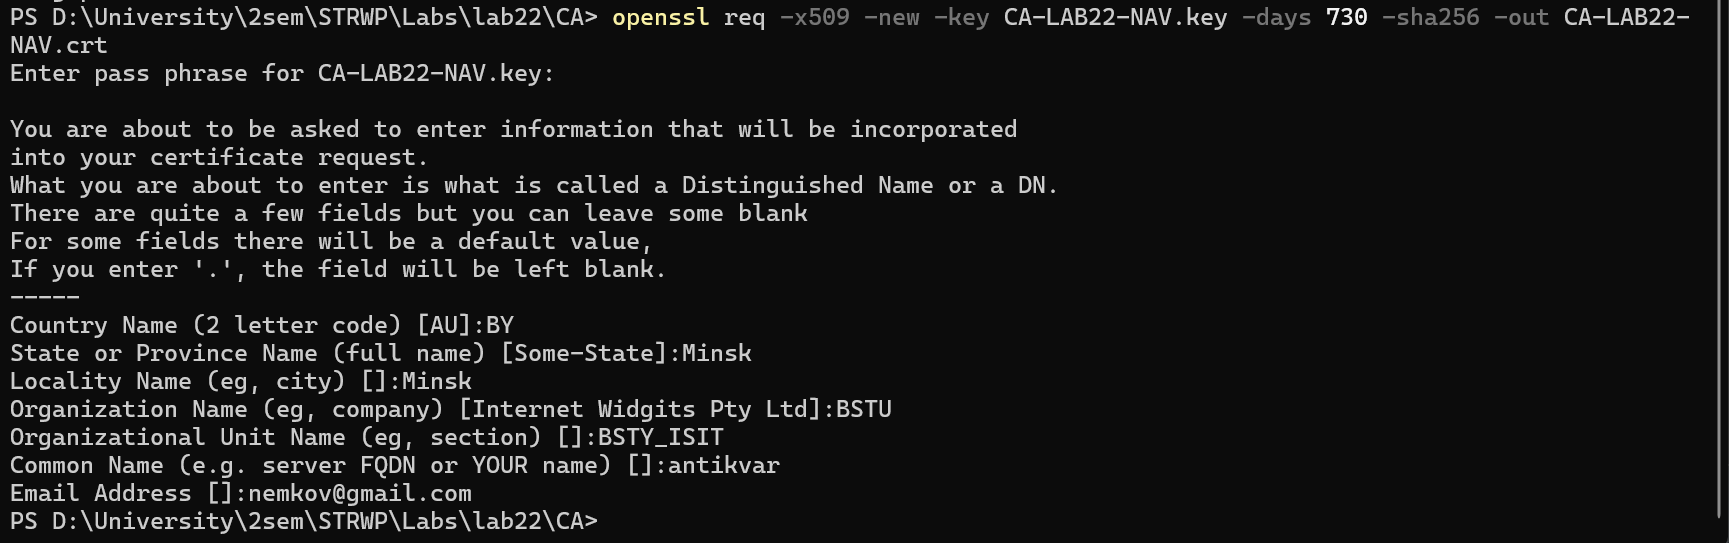 PS D:\University\2sem\STRWP\Labs\lab22\CA> openssl req -x509 -new -key CA-LAB22-NAV.key -days 730 -sha256 -out CA-LAB22-
NAV.crt
Enter pass phrase for CA-LAB22-NAV.key:
You are about to be asked to enter information that will be incorporated
into your certificate request.
What you are about to enter is what is called a Distinguished Name or a DN.
There are quite a few fields but you can leave some blank
For some fields there will be a default value,
If you enter '.', the field will be left blank.
-----
Country Name (2 letter code) [AU]:BY
State or Province Name (full name) [Some-State]:Minsk
Locality Name (eg, city) []:Minsk
Organization Name (eg, company) [Internet Widgits Pty Ltd]:BSTU
Organizational Unit Name (eg, section) []:BSTY_ISIT
Common Name (e.g. server FQDN or YOUR name) []:antikvar
Email Address []:nemkov@gmail.com
PS D:\University\2sem\STRWP\Labs\lab22\CA>